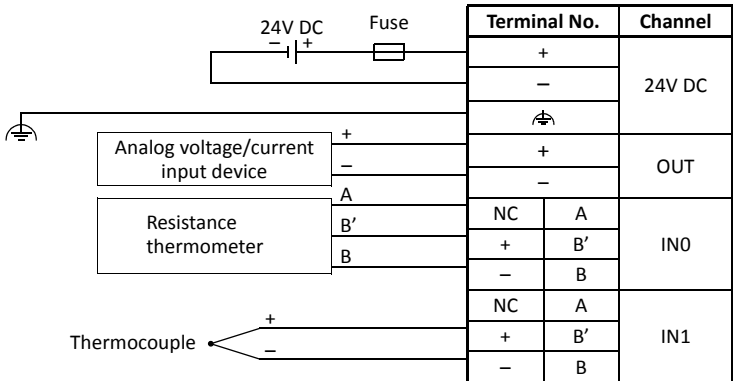 24V DC
Fuse
Terminal No. Channel
– +
+
–
24V DC
Analog voltage/current
input device
+
–
+
–
OUT
Resistance
thermometer
A
B′
B
NC A
+ B′
– B
IN0
Thermocouple
+
–
NC A
+ B′
– B
IN1